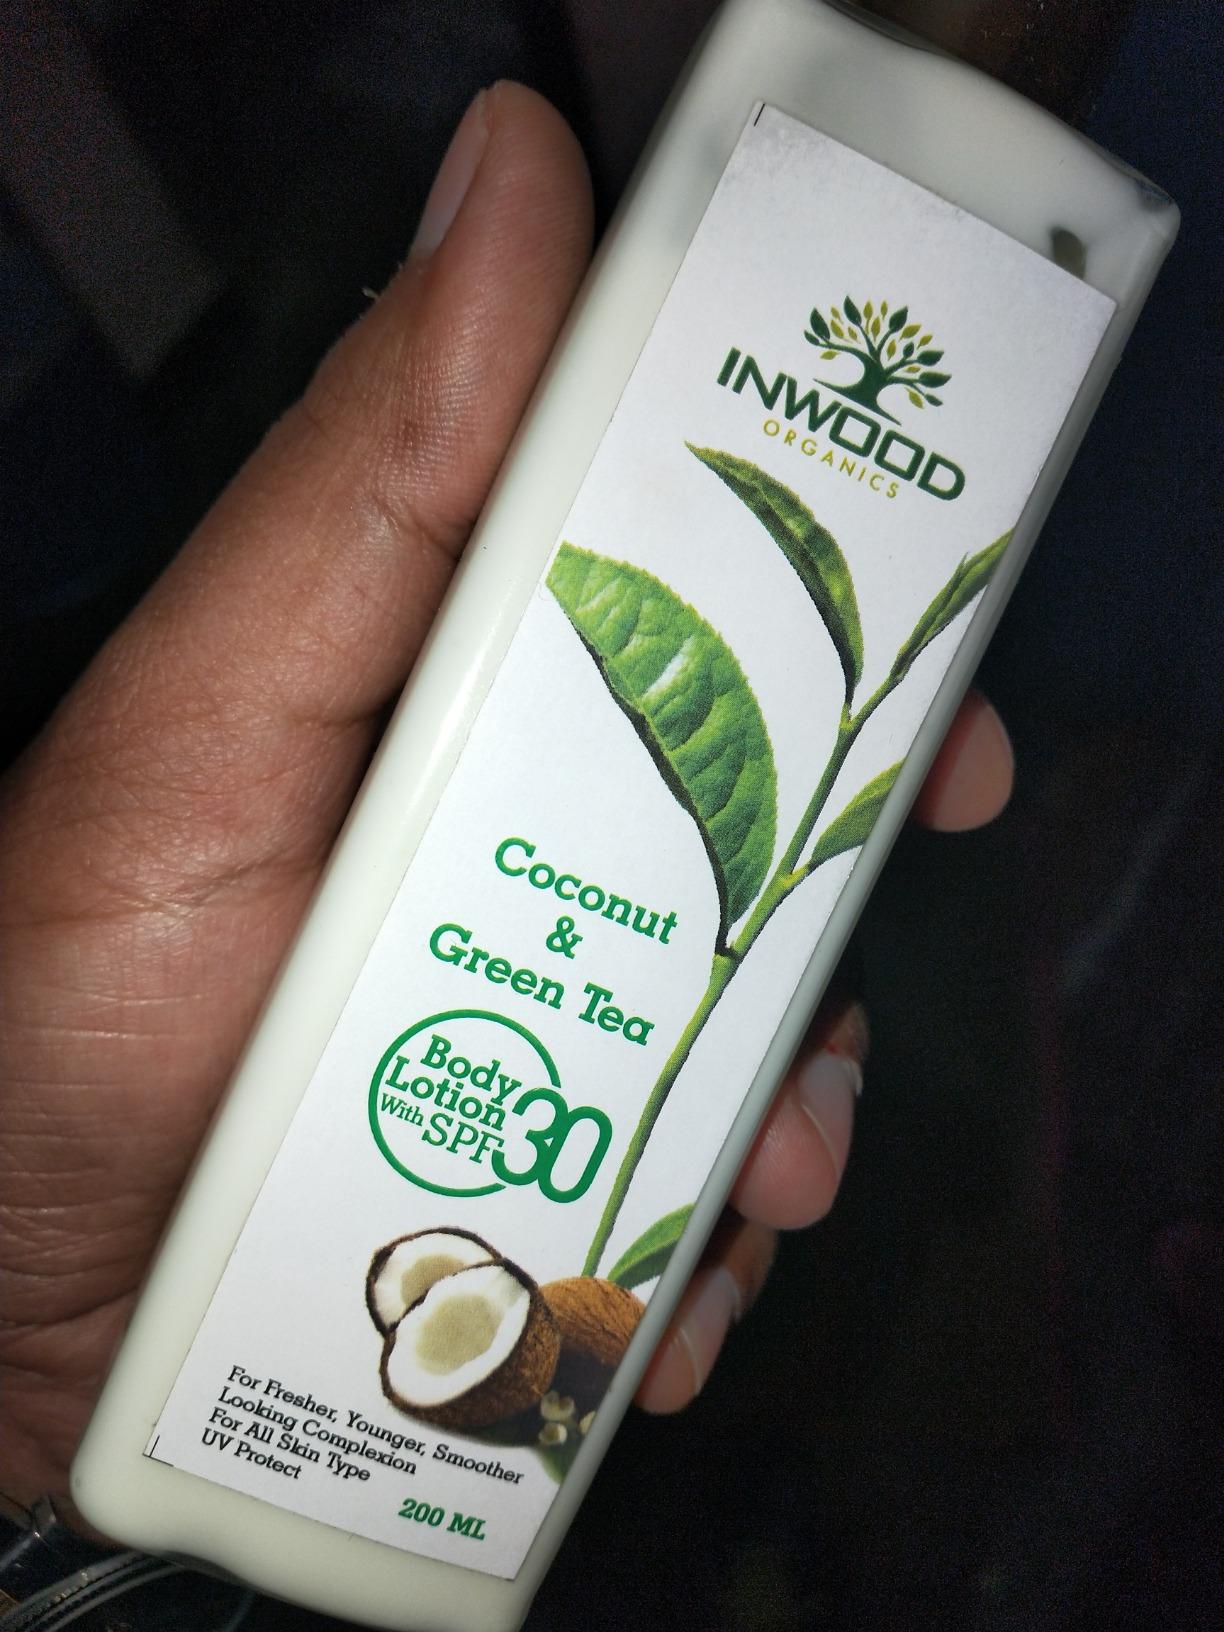 INWOOD
ORGANICS
Coconut
&
Green Tea
Body
Lotion
With SPF 30
For Fresher, Younger, Smoother
Looking Complexion
For All Skin Type
UV Protect
200 ML